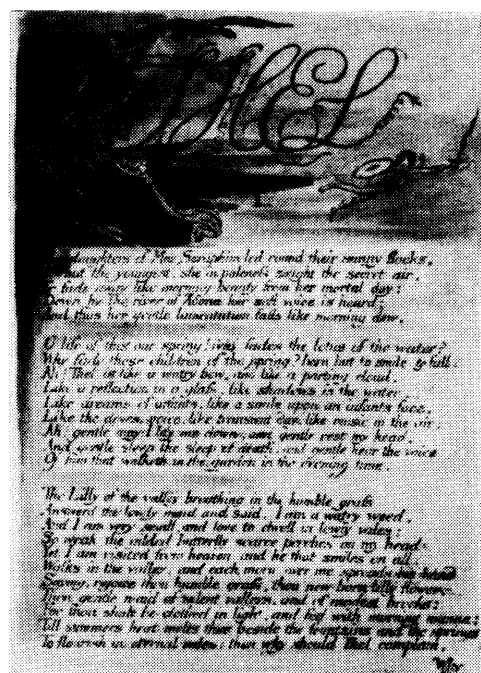 THEL
daughters of Mne Seraphim led round their sunny flocks.
but the youngest, she in paleness sought the secret air.
To fade away like morning beauty from her mortal day:
Down by the river of Adona her soft voice is heard:
And thus her gentle lamentation falls like morning dew.
O life of this our spring! why fades the lotus of the water?
Why fade these children of the spring? born but to smile & fall.
Ah! Thel is like a watry bow, and like a parting cloud.
Like a reflection in a glass, like shadows in the water.
Like dreams of infants, like a smile upon an infants face,
Like the doves voice, like transient day, like music in the air;
Ah! gentle may I lay me down, and gentle rest my head.
And gentle sleep the sleep of death, and gentle hear the voice
Of him that walketh in the garden in the evening time.
The Lilly of the valley breathing in the humble grass
Answerd the lovely maid and said; I am a watry weed,
And I am very small, and love to dwell in lowly vales;
So weak, the gilded butterfly scarce perches on my head.
Yet I am visited from heaven and he that smiles on all.
Walks in the valley, and each morn over me spreads his hand
Saying, rejoice thou humble grass, thou new-born lilly flower,
Thou gentle maid of silent valleys, and of modest brooks:
For thou shalt be clothed in light, and fed with morning manna:
Till summers heat melts thee beside the fountains and the springs
To flourish in eternal vales: then why should Thel complain,
Why